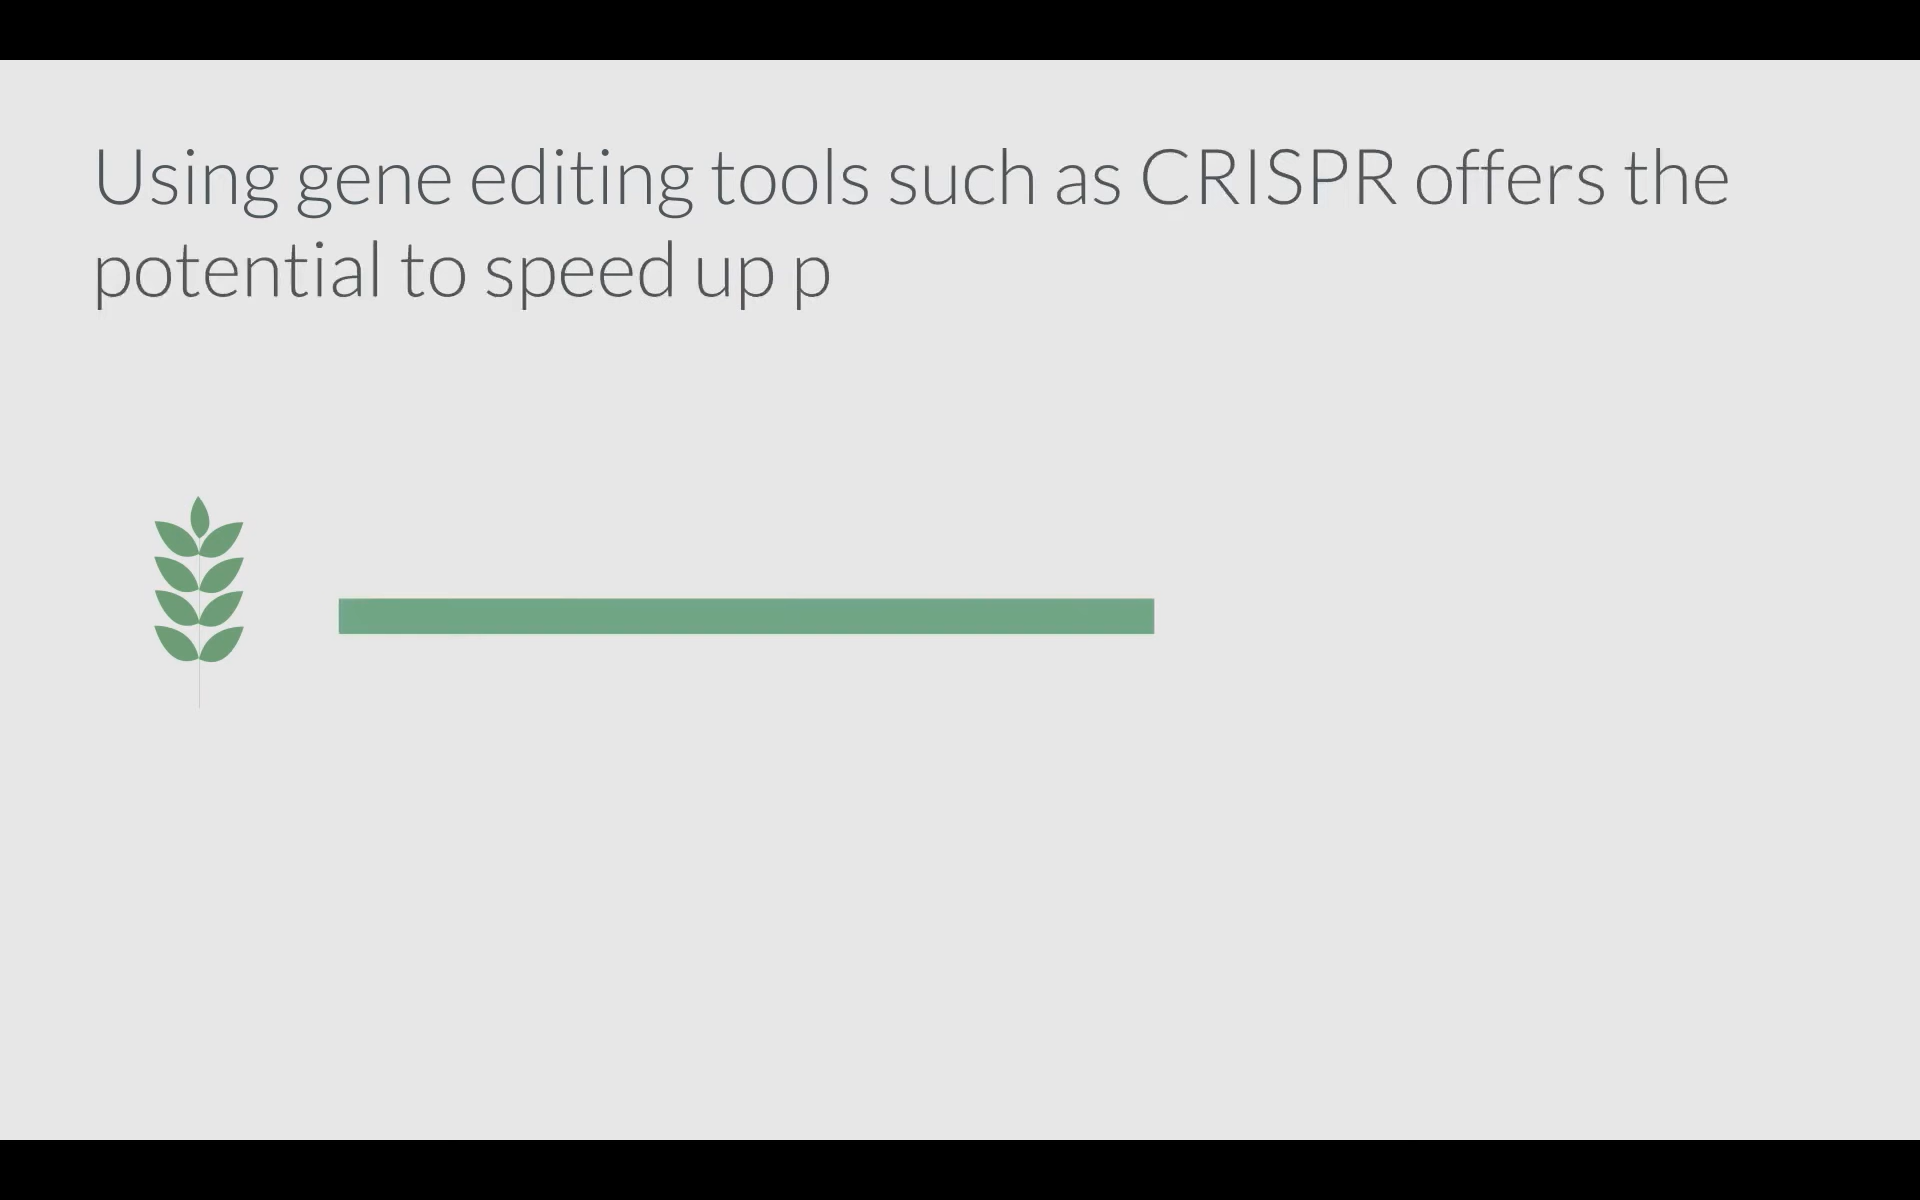 Using gene editing tools such as CRISPR offers the
potential to speed up p